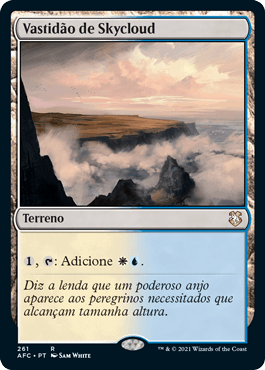 Vastidão de Skycloud
Terreno
1, : Adicione .
Diz a lenda que um poderoso anjo
aparece aos peregrinos necessitados que
alcançam tamanha altura.
261 R
AFC • PT SAM WHITE
™ & © 2021 Wizards of the Coast